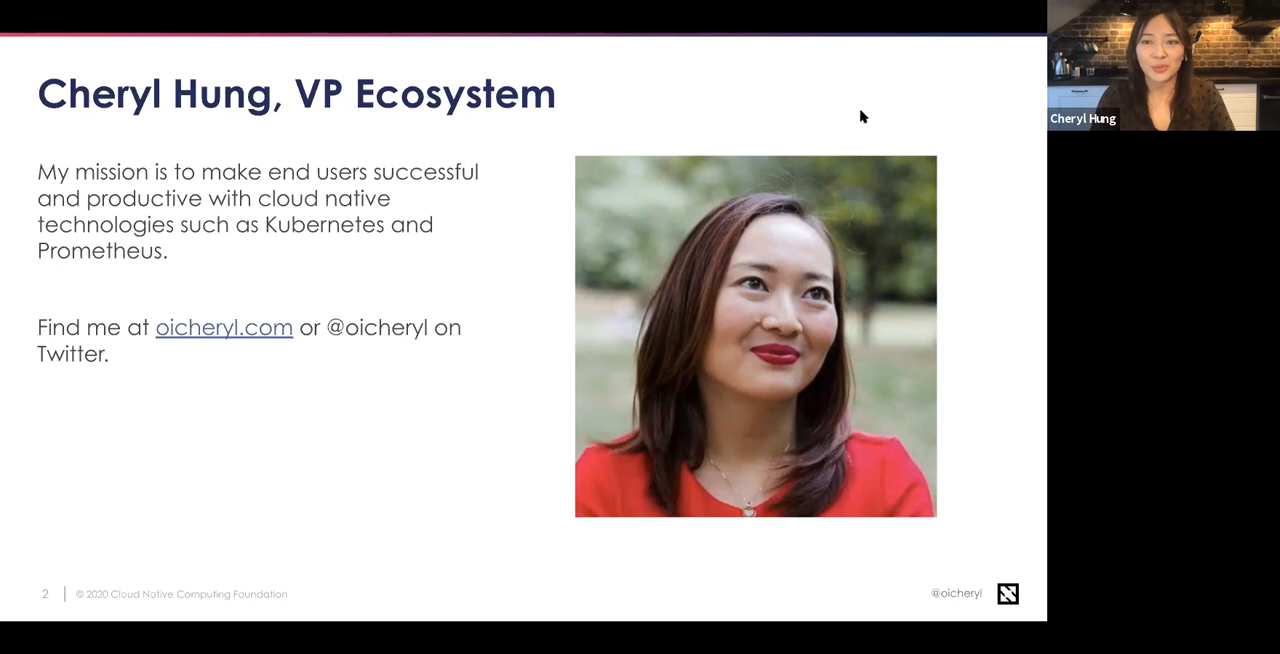 Cheryl Hung, VP Ecosystem
My mission is to make end users successful
and productive with cloud native
technologies such as Kubernetes and
Prometheus.
Find me at oicheryl.com or @oicheryl on
Twitter.
2
© 2020 Cloud Native Computing Foundation
@oicheryl
Cheryl Hung